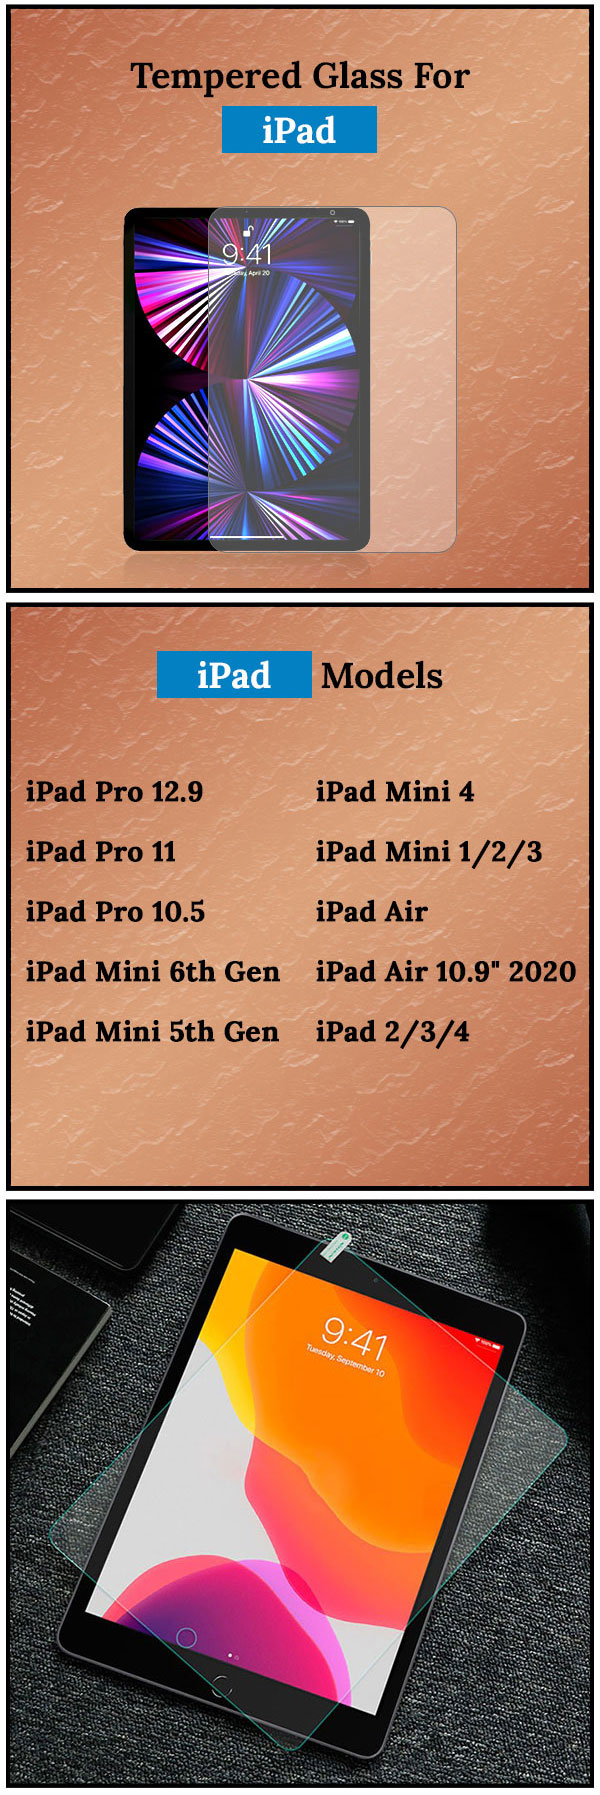 Tempered Glass For
iPad
9:41
April 20
iPad Models
iPad Pro 12.9
iPad Mini 4
iPad Pro 11
iPad Mini 1/2/3
iPad Pro 10.5
iPad Air
iPad Mini 6th Gen
iPad Air 10.9" 2020
iPad Mini 5th Gen
iPad 2/3/4
9:41
Tuesday, September 10